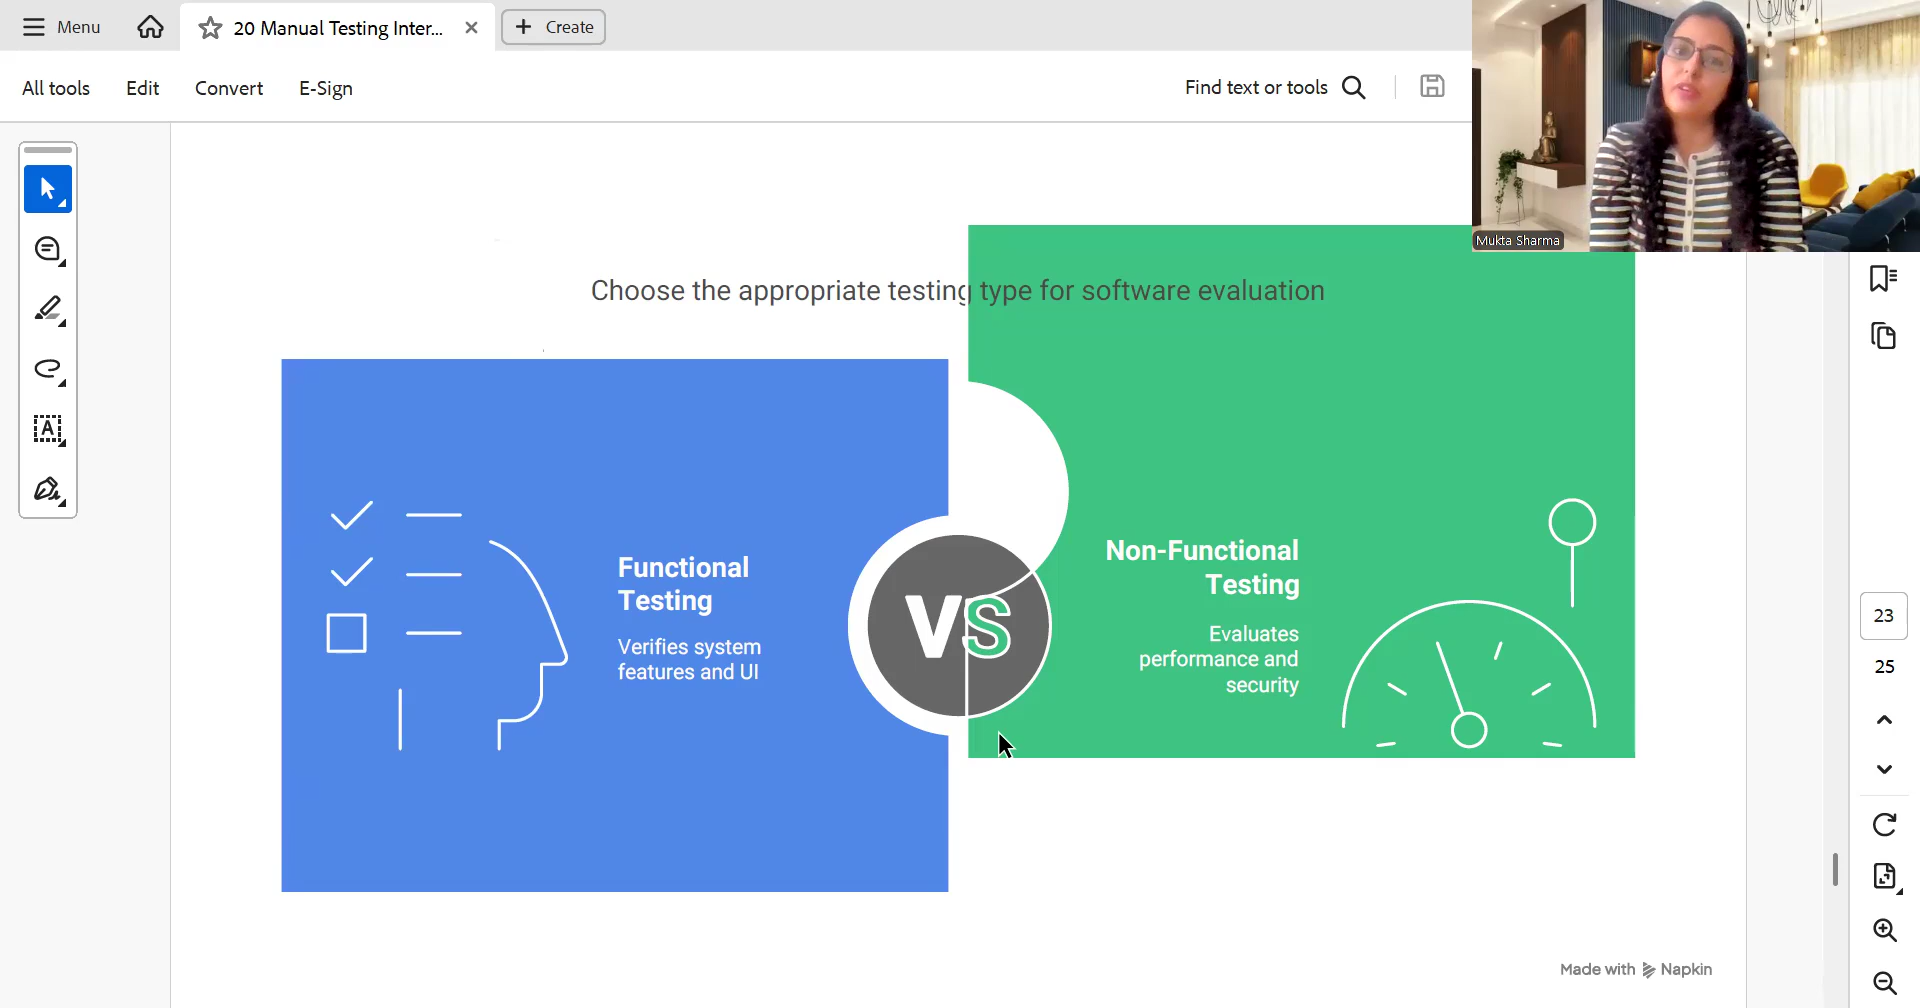 Menu
20 Manual Testing Inter...
Create
All tools
Edit
Convert
E-Sign
Find text or tools
Mukta Sharma
Choose the appropriate testing type for software evaluation
Functional
Testing
Verifies system
features and UI
VS
Non-Functional
Testing
Evaluates
performance and
security
23
25
Made with Napkin